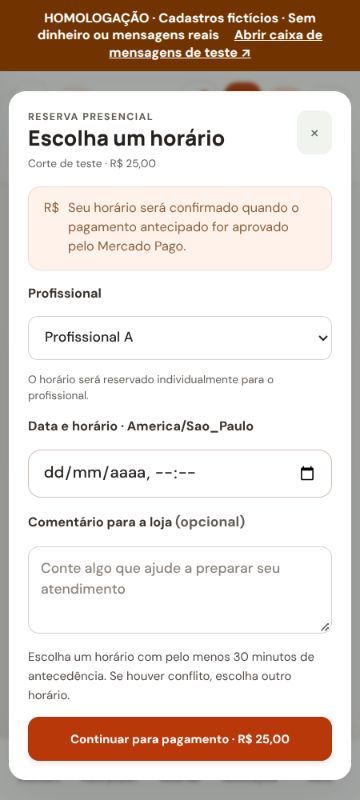 HOMOLOGAÇÃO · Cadastros fictícios · Sem
dinheiro ou mensagens reais Abrir caixa de
mensagens de teste ↗
RESERVA PRESENCIAL
Escolha um horário
×
Corte de teste · R$ 25,00
R$ Seu horário será confirmado quando o
pagamento antecipado for aprovado
pelo Mercado Pago.
Profissional
Profissional A
O horário será reservado individualmente para o
profissional.
Data e horário · America/Sao_Paulo
dd/mm/aaaa, --:--
Comentário para a loja (opcional)
Conte algo que ajude a preparar seu
atendimento
Escolha um horário com pelo menos 30 minutos de
antecedência. Se houver conflito, escolha outro
horário.
Continuar para pagamento · R$ 25,00